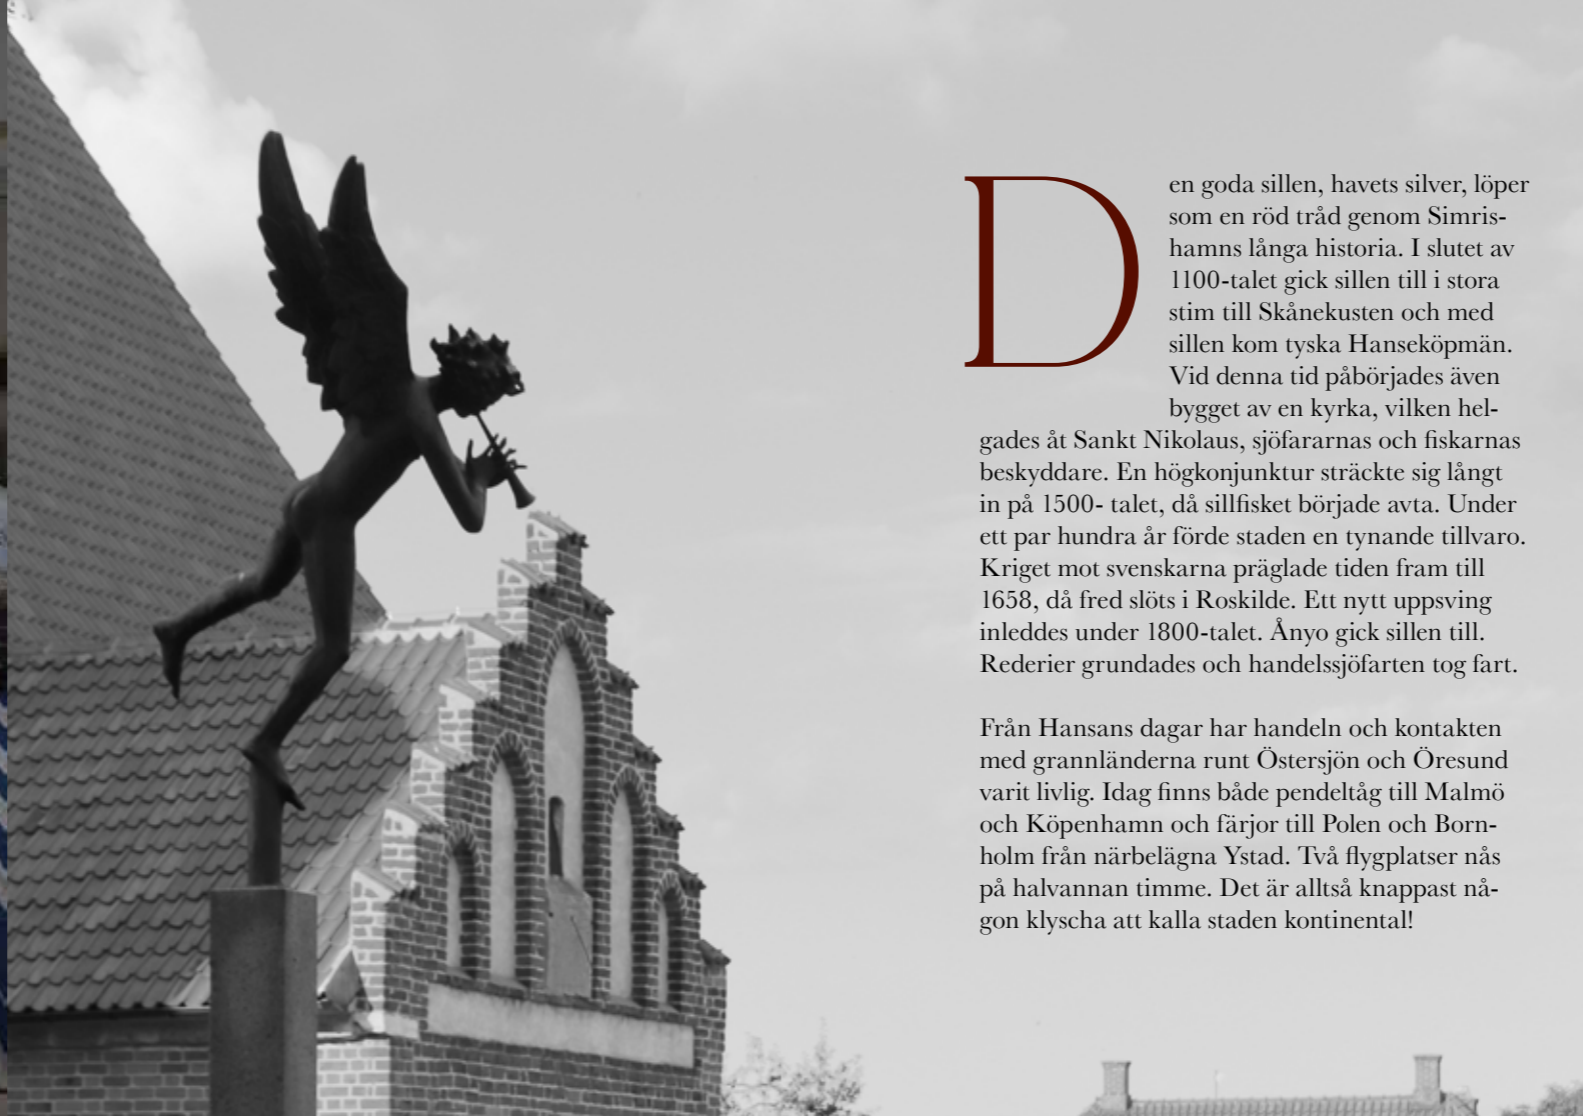 Den goda sillen, havets silver, löper
som en röd tråd genom Simris-
hamns långa historia. I slutet av
1100-talet gick sillen till i stora
stim till Skånekusten och med
sillen kom tyska Hanseköpmän.
Vid denna tid påbörjades även
bygget av en kyrka, vilken hel-
gades åt Sankt Nikolaus, sjöfararnas och fiskarnas
beskyddare. En högkonjunktur sträckte sig långt
in på 1500- talet, då sillfisket började avta. Under
ett par hundra år förde staden en tynande tillvaro.
Kriget mot svenskarna präglade tiden fram till
1658, då fred slöts i Roskilde. Ett nytt uppsving
inleddes under 1800-talet. Ånyo gick sillen till.
Rederier grundades och handelssjöfarten tog fart.
Från Hansans dagar har handeln och kontakten
med grannländerna runt Östersjön och Öresund
varit livlig. Idag finns både pendeltåg till Malmö
och Köpenhamn och färjor till Polen och Born-
holm från närbelägna Ystad. Två flygplatser nås
på halvannan timme. Det är alltså knappast nå-
gon klyscha att kalla staden kontinental!